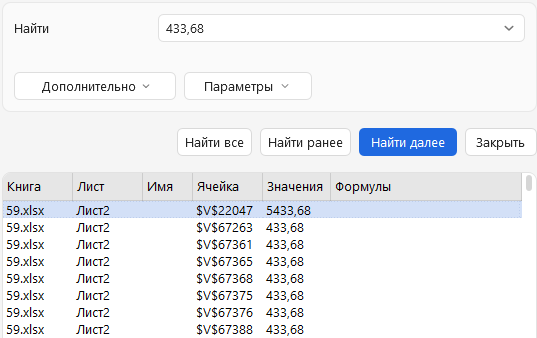 Найти 433,68
Дополнительно Параметры
Найти все Найти ранее Найти далее Закрыть
Книга Лист Имя Ячейка Значения Формулы
59.xlsx Лист2 $V$22047 5433,68
59.xlsx Лист2 $V$67263 433,68
59.xlsx Лист2 $V$67361 433,68
59.xlsx Лист2 $V$67365 433,68
59.xlsx Лист2 $V$67368 433,68
59.xlsx Лист2 $V$67375 433,68
59.xlsx Лист2 $V$67376 433,68
59.xlsx Лист2 $V$67388 433,68